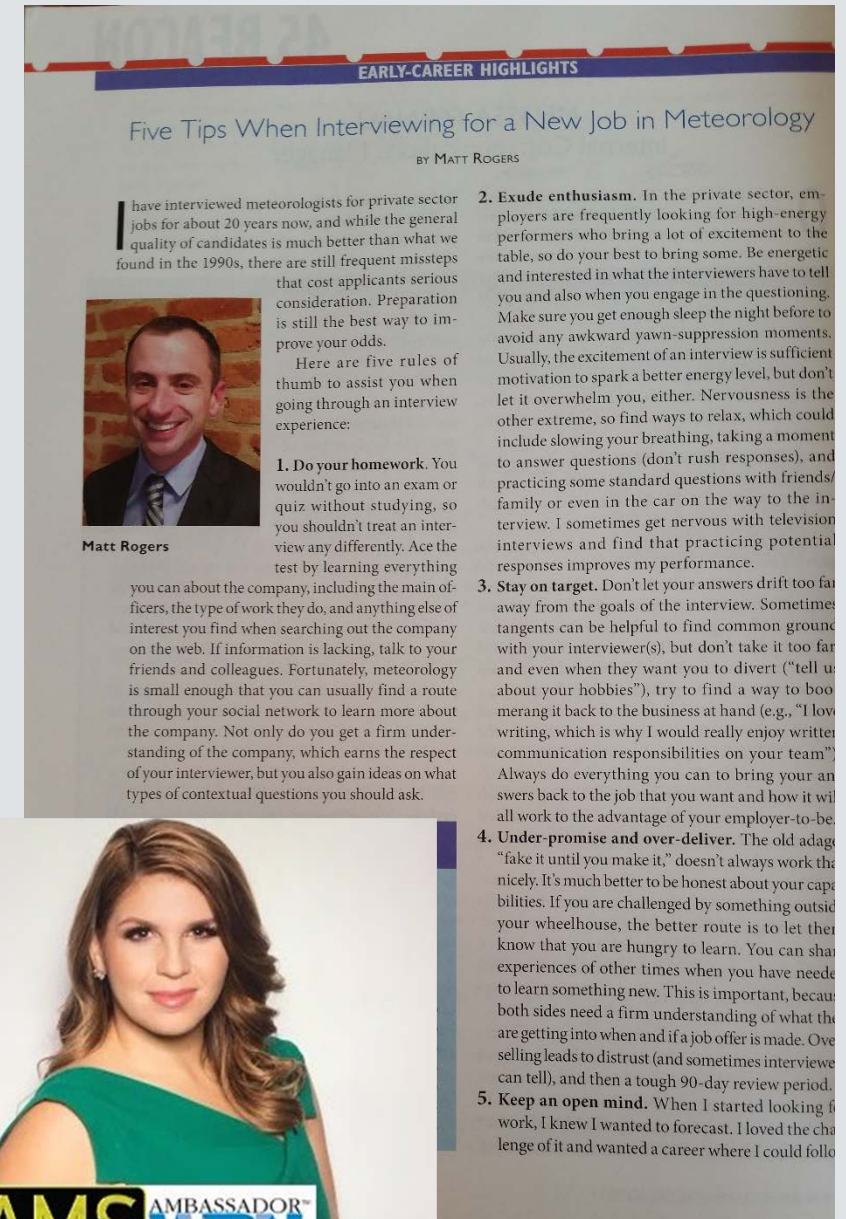 EARLY-CAREER HIGHLIGHTS
Five Tips When Interviewing for a New Job in Meteorology
BY MATT ROGERS
I have interviewed meteorologists for private sector
jobs for about 20 years now, and while the general
quality of candidates is much better than what we
found in the 1990s, there are still frequent missteps
that cost applicants serious
consideration. Preparation
is still the best way to im-
prove your odds.
Here are five rules of
thumb to assist you when
going through an interview
experience:
1. Do your homework. You
wouldn't go into an exam or
quiz without studying, so
you shouldn't treat an inter-
view any differently. Ace the
test by learning everything
you can about the company, including the main of-
ficers, the type of work they do, and anything else of
interest you find when searching out the company
on the web. If information is lacking, talk to your
friends and colleagues. Fortunately, meteorology
is small enough that you can usually find a route
through your social network to learn more about
the company. Not only do you get a firm under-
standing of the company, which earns the respect
of your interviewer, but you also gain ideas on what
types of contextual questions you should ask.
Matt Rogers
2. Exude enthusiasm. In the private sector, em-
ployers are frequently looking for high-energy
performers who bring a lot of excitement to the
table, so do your best to bring some. Be energetic
and interested in what the interviewers have to tell
you and also when you engage in the questioning.
Make sure you get enough sleep the night before to
avoid any awkward yawn-suppression moments.
Usually, the excitement of an interview is sufficient
motivation to spark a better energy level, but don't
let it overwhelm you, either. Nervousness is the
other extreme, so find ways to relax, which could
include slowing your breathing, taking a moment
to answer questions (don't rush responses), and
practicing some standard questions with friends/
family or even in the car on the way to the in-
terview. I sometimes get nervous with television
interviews and find that practicing potential
responses improves my performance.
3. Stay on target. Don't let your answers drift too far
away from the goals of the interview. Sometimes
tangents can be helpful to find common ground
with your interviewer(s), but don't take it too far
and even when they want you to divert ("tell us
about your hobbies"), try to find a way to boo
merang it back to the business at hand (e.g., "I love
writing, which is why I would really enjoy written
communication responsibilities on your team")
Always do everything you can to bring your an
swers back to the job that you want and how it wil
all work to the advantage of your employer-to-be.
4. Under-promise and over-deliver. The old adage
"fake it until you make it," doesn't always work tha
nicely. It's much better to be honest about your capa
bilities. If you are challenged by something outsid
your wheelhouse, the better route is to let ther
know that you are hungry to learn. You can shar
experiences of other times when you have neede
to learn something new. This is important, becau
both sides need a firm understanding of what the
are getting into when and if a job offer is made. Ove
selling leads to distrust (and sometimes interviewe
can tell), and then a tough 90-day review period.
5. Keep an open mind. When I started looking f
work, I knew I wanted to forecast. I loved the cha
lenge of it and wanted a career where I could follo
AMS AMBASSADOR™